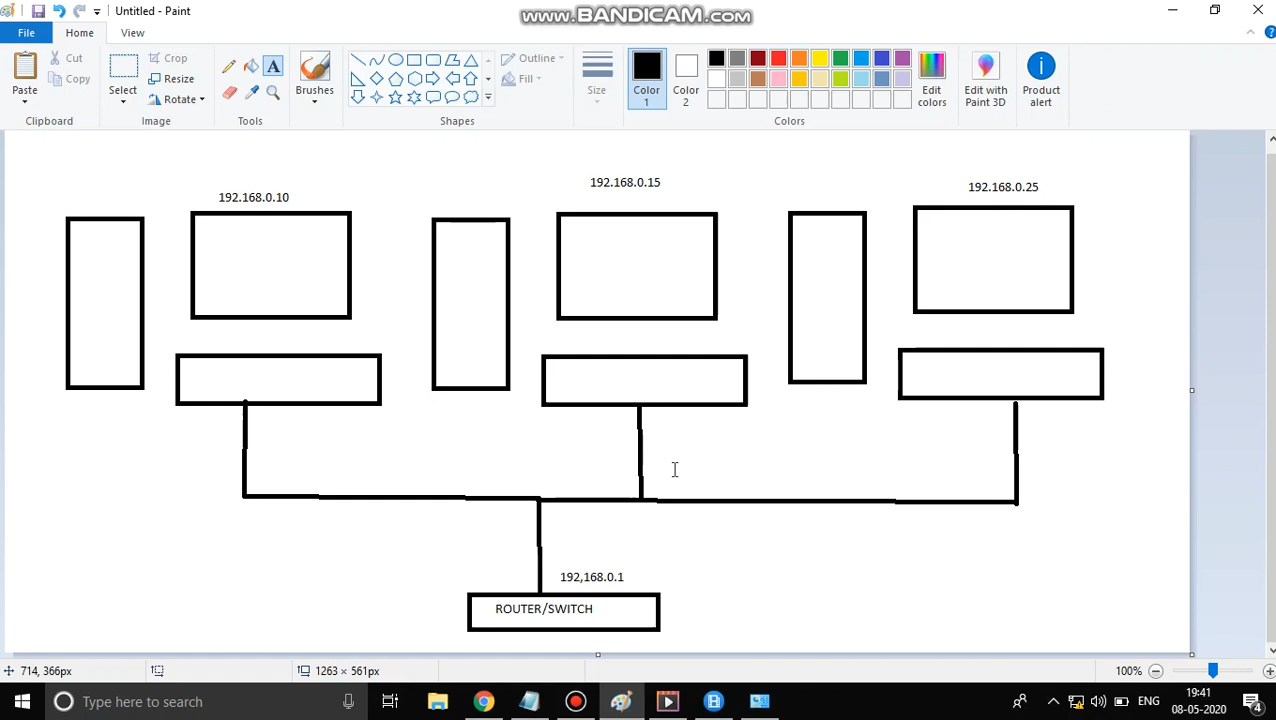 Untitled - Paint
www.BANDICAM.com
File
Home
View
Paste
Cut
Copy
Clipboard
Select
Crop
Resize
Rotate
Image
A
Tools
Brushes
Outline
Fill
Shapes
Size
Color 1
Color 2
Edit colors
Colors
Edit with Paint 3D
Product alert
192.168.0.10
192.168.0.15
192.168.0.25
192,168.0.1
ROUTER/SWITCH
714, 366px
1263 × 561px
100%
Type here to search
ENG
19:41
08-05-2020
4